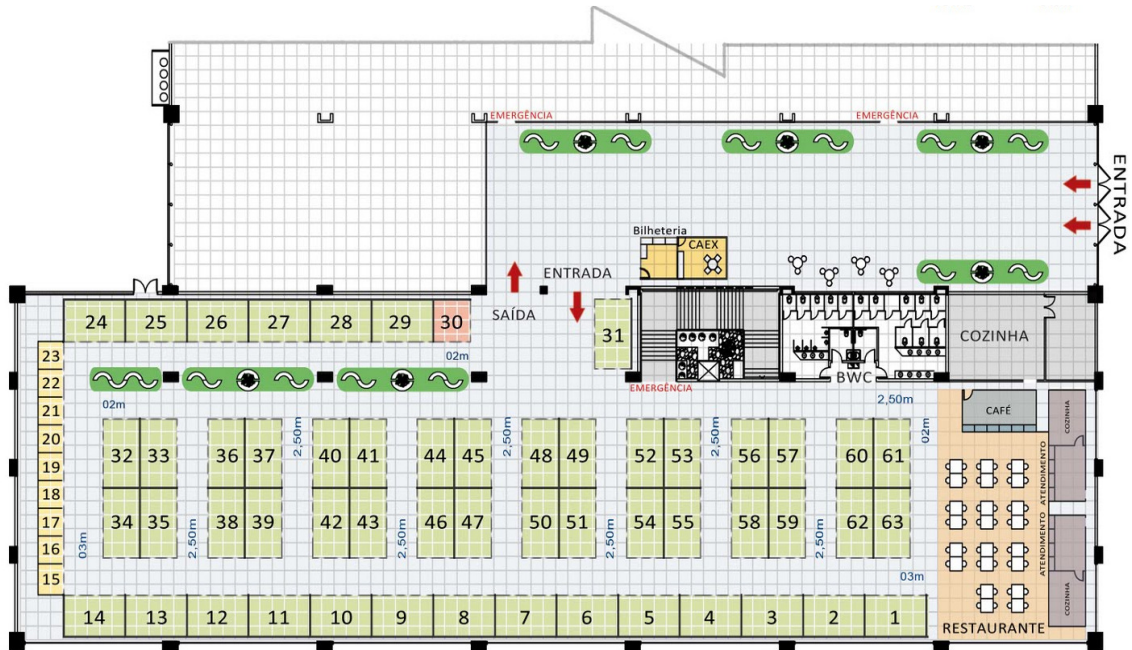 EMERGÊNCIA
EMERGÊNCIA
ENTRADA
Bilheteria
CAEX
ENTRADA
SAÍDA
24 25 26 27 28 29 30
31
COZINHA
02m
23
EMERGÊNCIA
BWC
22
2,50m
02m
21
CAFÉ
COZINHA
20
32 33 36 37 40 41 44 45 48 49 52 53 56 57 60 61
2,50m 2,50m 2,50m 02m
19
ATENDIMENTO
18
17
34 35 38 39 42 43 46 47 50 51 54 55 58 59 62 63
03m 2,50m 2,50m 2,50m 2,50m
ATENDIMENTO
16
15
03m
COZINHA
14 13 12 11 10 9 8 7 6 5 4 3 2 1
RESTAURANTE